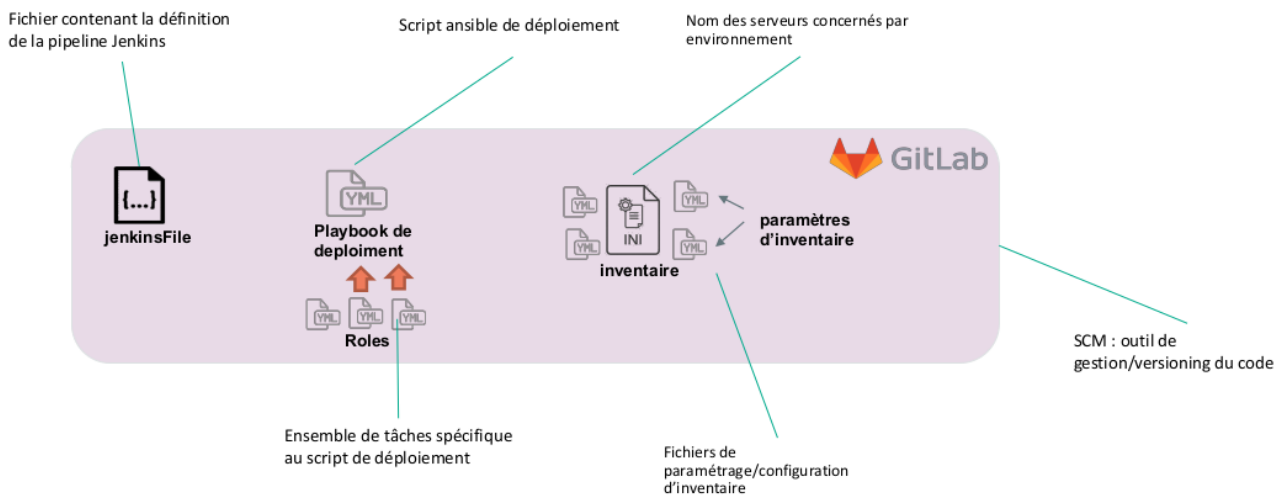 Fichier contenant la définition
de la pipeline Jenkins
Script ansible de déploiement
Nom des serveurs concernés par
environnement
GitLab
{...}
jenkinsFile
YML
Playbook de
deploiment
YML
YML
YML
Roles
YML
YML
INI
YML
YML
inventaire
paramètres
d'inventaire
SCM : outil de
gestion/versioning du code
Ensemble de tâches spécifique
au script de déploiement
Fichiers de
paramétrage/configuration
d'inventaire